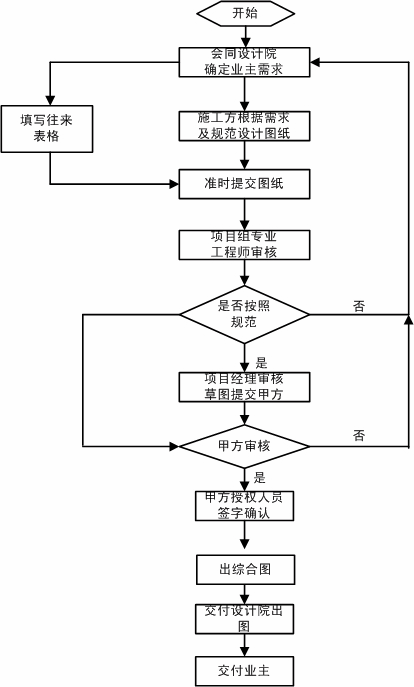 开始
会同设计院
确定业主需求
填写往来
表格
施工方根据需求
及规范设计图纸
准时提交图纸
项目组专业
工程师审核
是否按照
规范
否
是
项目经理审核
草图提交甲方
甲方审核
否
是
甲方授权人员
签字确认
出综合图
交付设计院出
图
交付业主